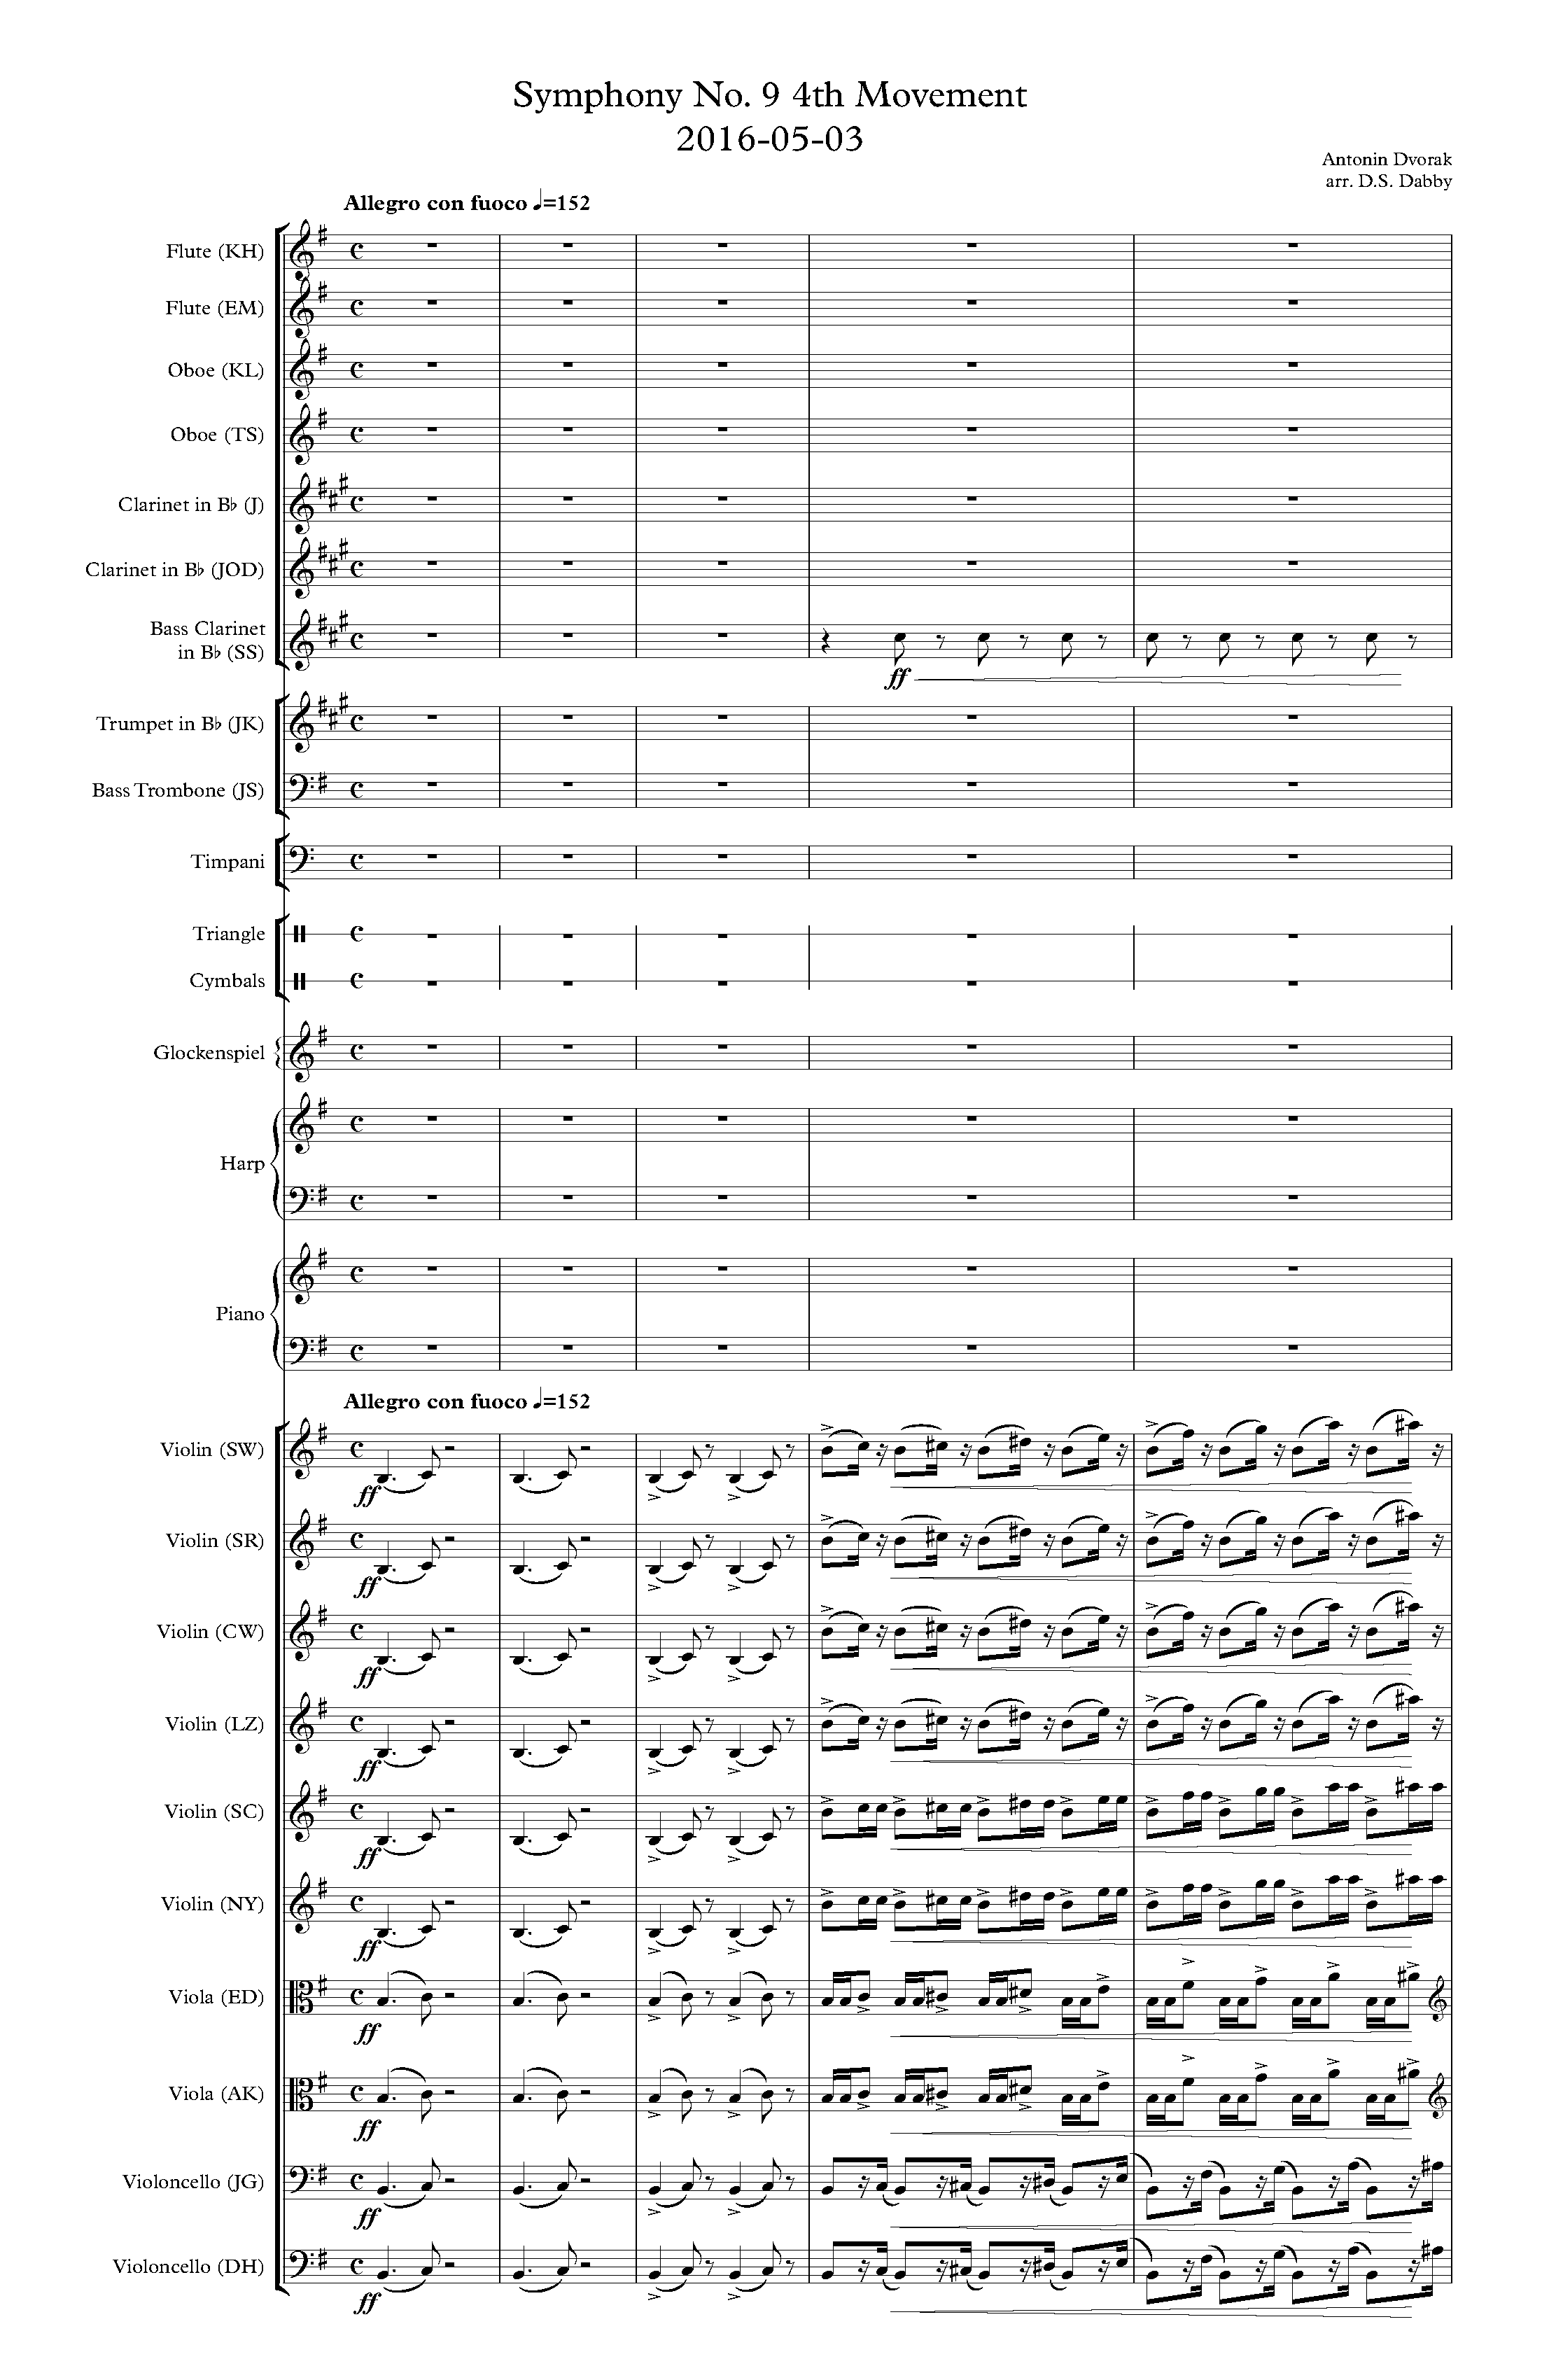 Symphony No. 9 4th Movement
2016-05-03
Antonin Dvorak
arr. D.S. Dabby
Allegro con fuoco ♩=152
Flute (KH)
Flute (EM)
Oboe (KL)
Oboe (TS)
Clarinet in B♭ (J)
Clarinet in B♭ (JOD)
Bass Clarinet
in B♭ (SS)
ff
Trumpet in B♭ (JK)
Bass Trombone (JS)
Timpani
Triangle
Cymbals
Glockenspiel
Harp
Piano
Allegro con fuoco ♩=152
Violin (SW)
ff
Violin (SR)
ff
Violin (CW)
ff
Violin (LZ)
ff
Violin (SC)
ff
Violin (NY)
ff
Viola (ED)
ff
Viola (AK)
ff
Violoncello (JG)
ff
Violoncello (DH)
ff